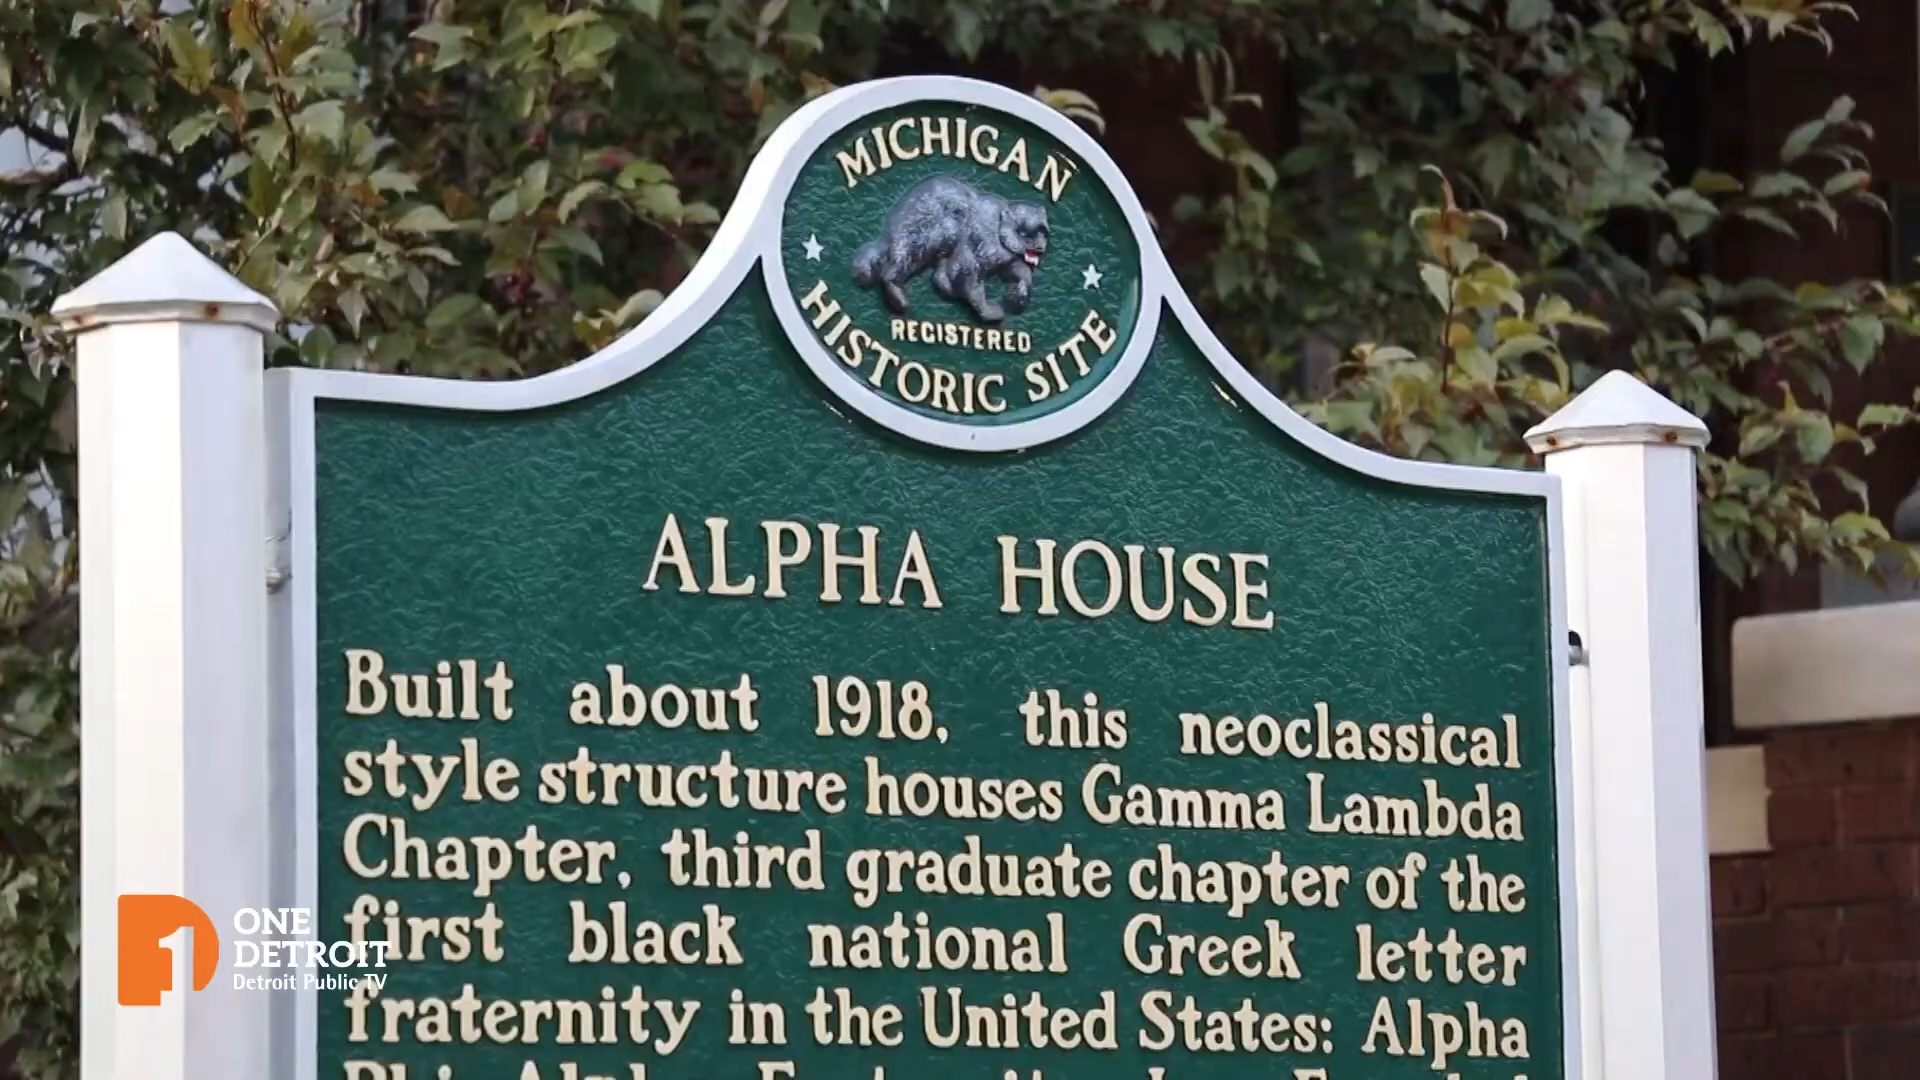 MICHIGAN
REGISTERED
HISTORIC SITE
ALPHA HOUSE
Built about 1918, this neoclassical
style structure houses Gamma Lambda
Chapter, third graduate chapter of the
first black national Greek letter
fraternity in the United States: Alpha
1
ONE
DETROIT
Detroit Public TV